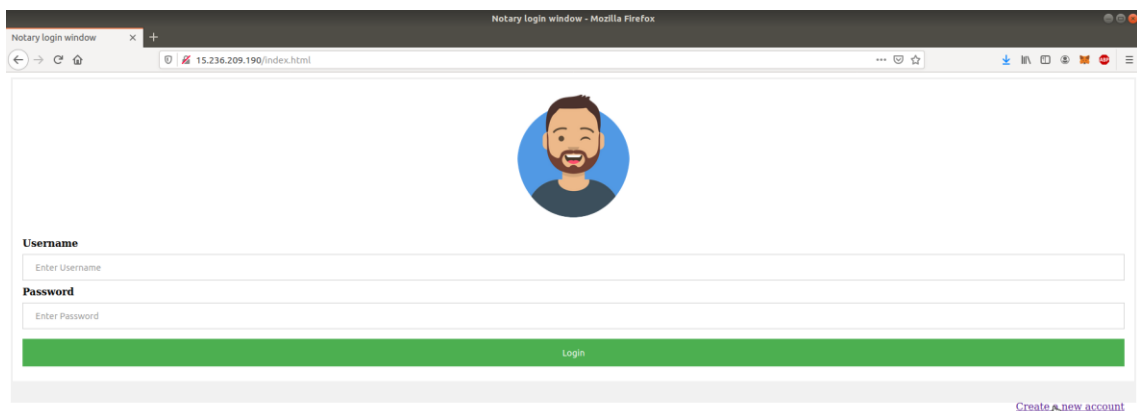 Notary login window - Mozilla Firefox
Notary login window
15.236.209.190/index.html
ABP
Username
Enter Username
Password
Enter Password
Login
Create a new account